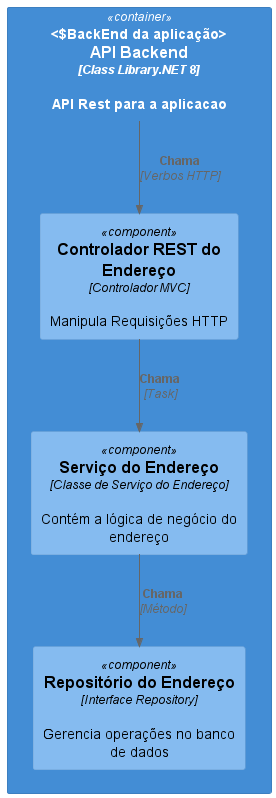 «container»
<$BackEnd da aplicação>
API Backend
[Class Library.NET 8]
API Rest para a aplicacao
Chama
[Verbos HTTP]
«component»
Controlador REST do
Endereço
[Controlador MVC]
Manipula Requisições HTTP
Chama
[Task]
«component»
Serviço do Endereço
[Classe de Serviço do Endereço]
Contém a lógica de negócio do
endereço
Chama
[Método]
«component»
Repositório do Endereço
[Interface Repository]
Gerencia operações no banco
de dados